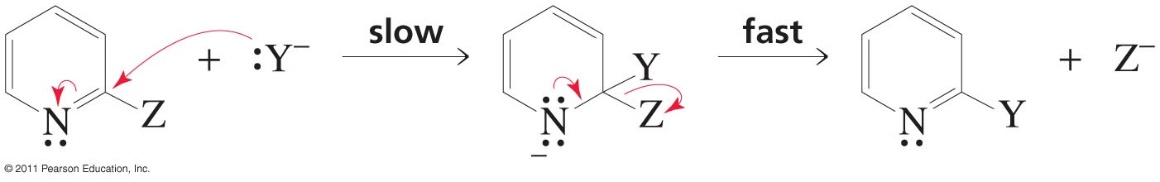 slow fast
+ :Y⁻ + Z⁻
Y
Z Z Y
N N N
−
© 2011 Pearson Education, Inc.